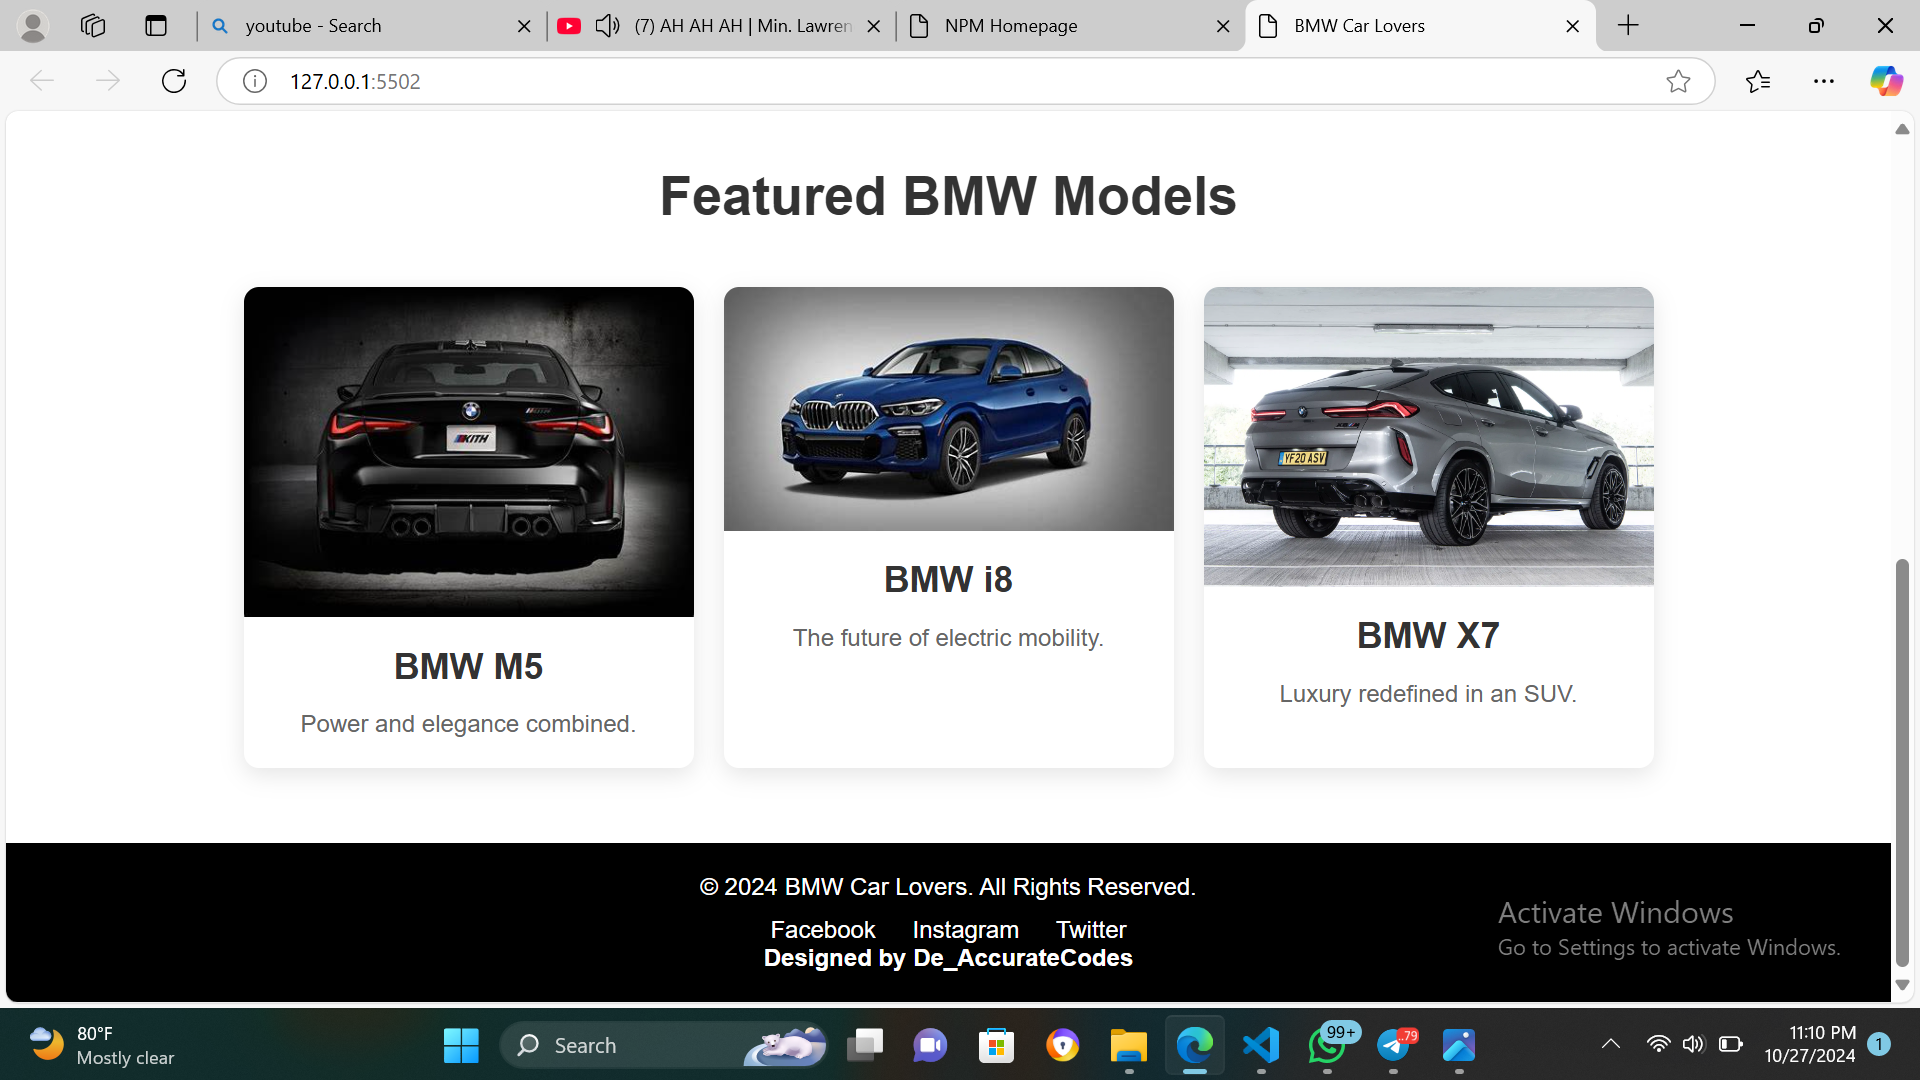 youtube - Search
(7) AH AH AH | Min. Lawren
NPM Homepage
BMW Car Lovers
127.0.0.1:5502
Featured BMW Models
KITH
YF20 ASV
BMW M5
Power and elegance combined.
BMW i8
The future of electric mobility.
BMW X7
Luxury redefined in an SUV.
© 2024 BMW Car Lovers. All Rights Reserved.
Facebook Instagram Twitter
Designed by De_AccurateCodes
Activate Windows
Go to Settings to activate Windows.
80°F
Mostly clear
Search
99+
..79
11:10 PM
10/27/2024
1